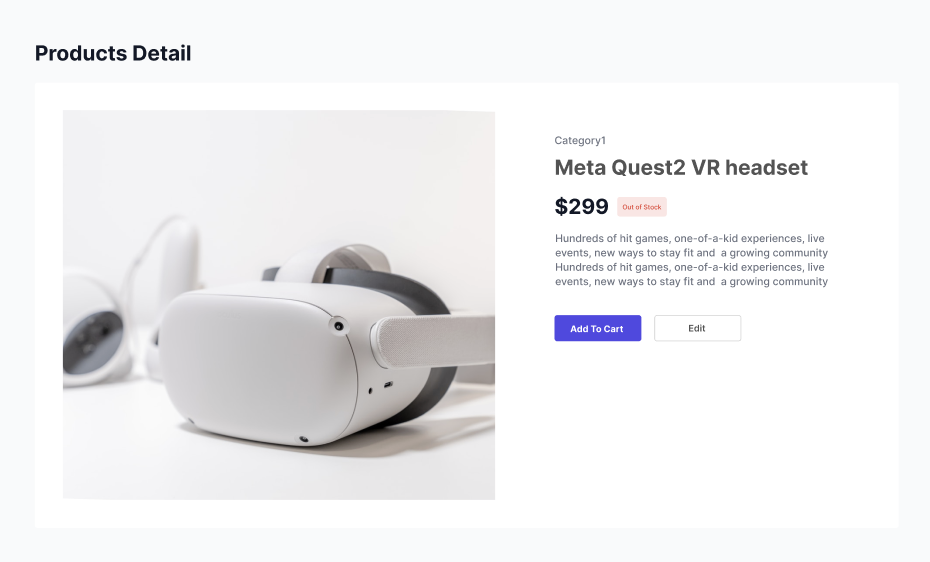 Products Detail
Category1
Meta Quest2 VR headset
$299 Out of Stock
Hundreds of hit games, one-of-a-kid experiences, live
events, new ways to stay fit and  a growing community
Hundreds of hit games, one-of-a-kid experiences, live
events, new ways to stay fit and  a growing community
Add To Cart Edit